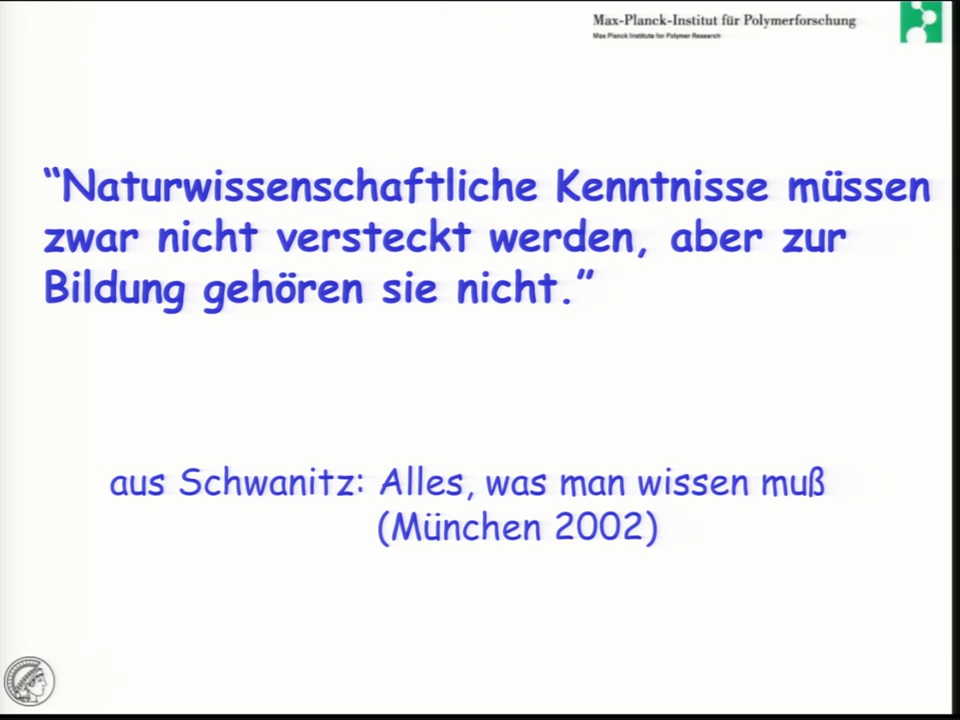 Max-Planck-Institut für Polymerforschung
Max Planck Institute for Polymer Research
“Naturwissenschaftliche Kenntnisse müssen
zwar nicht versteckt werden, aber zur
Bildung gehören sie nicht.”
aus Schwanitz: Alles, was man wissen muß
(München 2002)